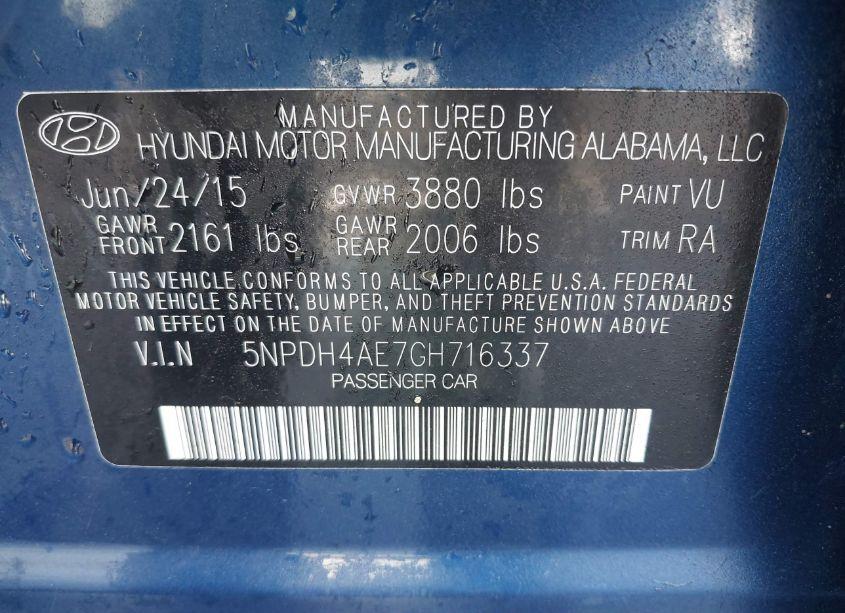 MANUFACTURED BY
HYUNDAI MOTOR MANUFACTURING ALABAMA, LLC
Jun/24/15 GVWR 3880 lbs PAINT VU
GAWR FRONT 2161 lbs GAWR REAR 2006 lbs TRIM RA
THIS VEHICLE CONFORMS TO ALL APPLICABLE U.S.A. FEDERAL
MOTOR VEHICLE SAFETY, BUMPER, AND THEFT PREVENTION STANDARDS
IN EFFECT ON THE DATE OF MANUFACTURE SHOWN ABOVE
V.I.N 5NPDH4AE7GH716337
PASSENGER CAR